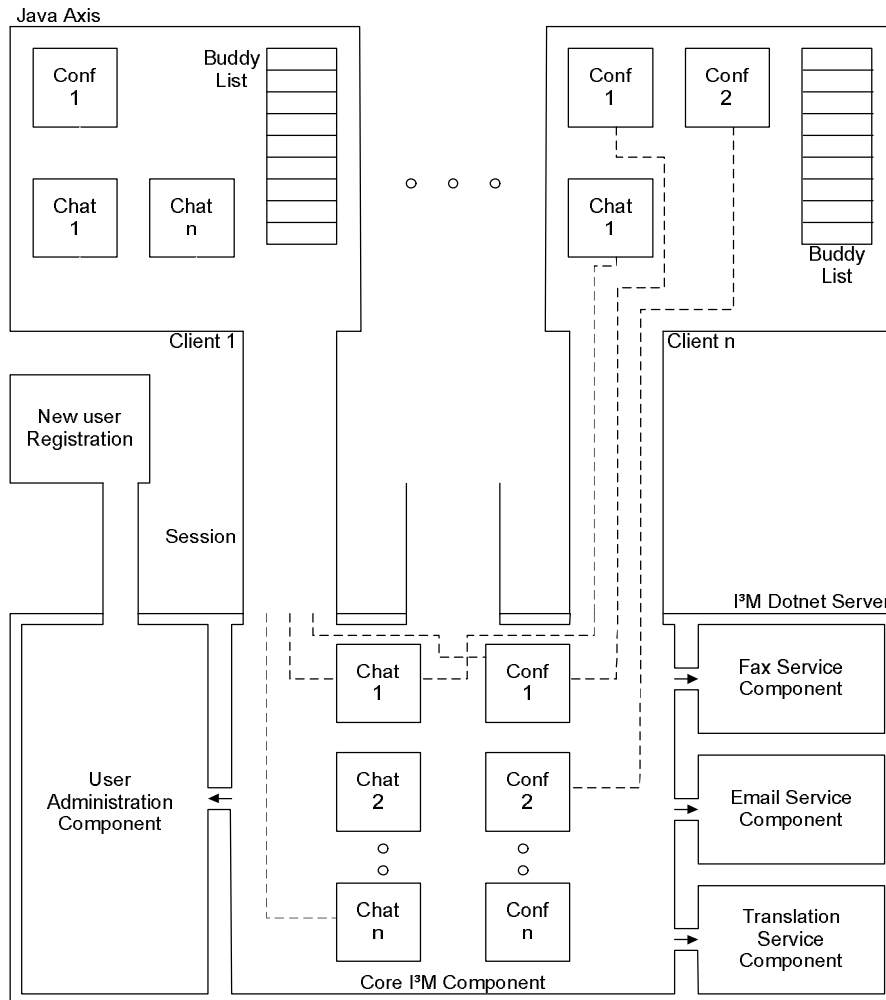 Java Axis
Conf
1
Buddy
List
Chat
1
Chat
n
Client 1
Conf
1
Conf
2
Chat
1
Buddy
List
Client n
New user
Registration
Session
I³M Dotnet Server
User
Administration
Component
Chat
1
Conf
1
Chat
2
Conf
2
Chat
n
Conf
n
Core I³M Component
Fax Service
Component
Email Service
Component
Translation
Service
Component